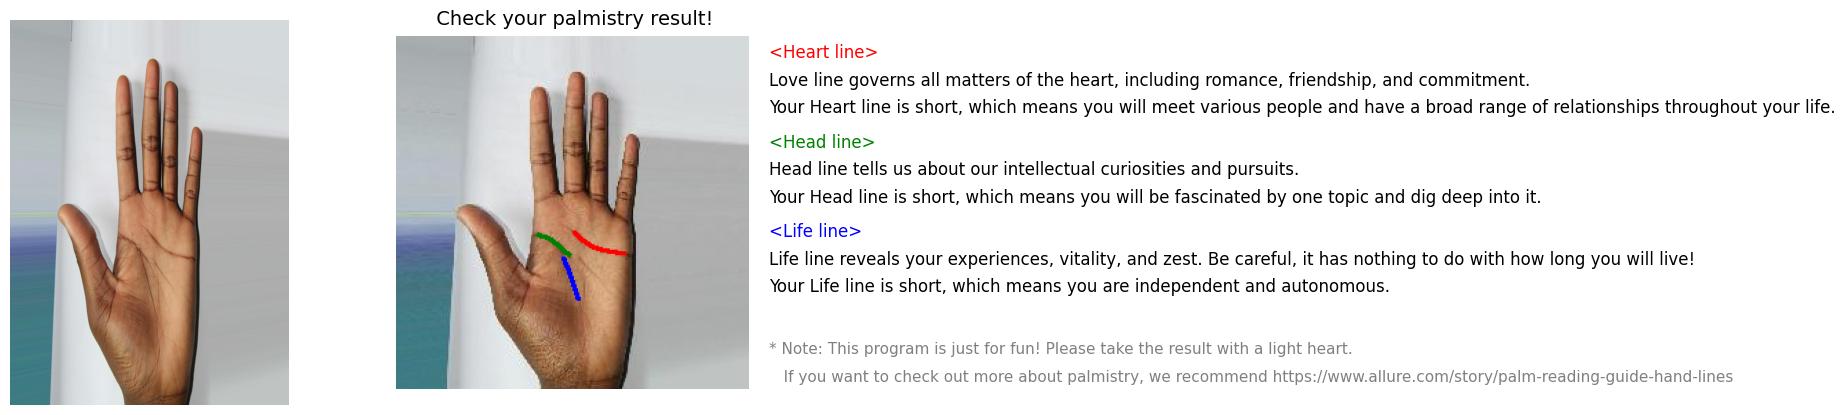 Check your palmistry result!
<Heart line>
Love line governs all matters of the heart, including romance, friendship, and commitment.
Your Heart line is short, which means you will meet various people and have a broad range of relationships throughout your life.
<Head line>
Head line tells us about our intellectual curiosities and pursuits.
Your Head line is short, which means you will be fascinated by one topic and dig deep into it.
<Life line>
Life line reveals your experiences, vitality, and zest. Be careful, it has nothing to do with how long you will live!
Your Life line is short, which means you are independent and autonomous.
* Note: This program is just for fun! Please take the result with a light heart.
If you want to check out more about palmistry, we recommend https://www.allure.com/story/palm-reading-guide-hand-lines